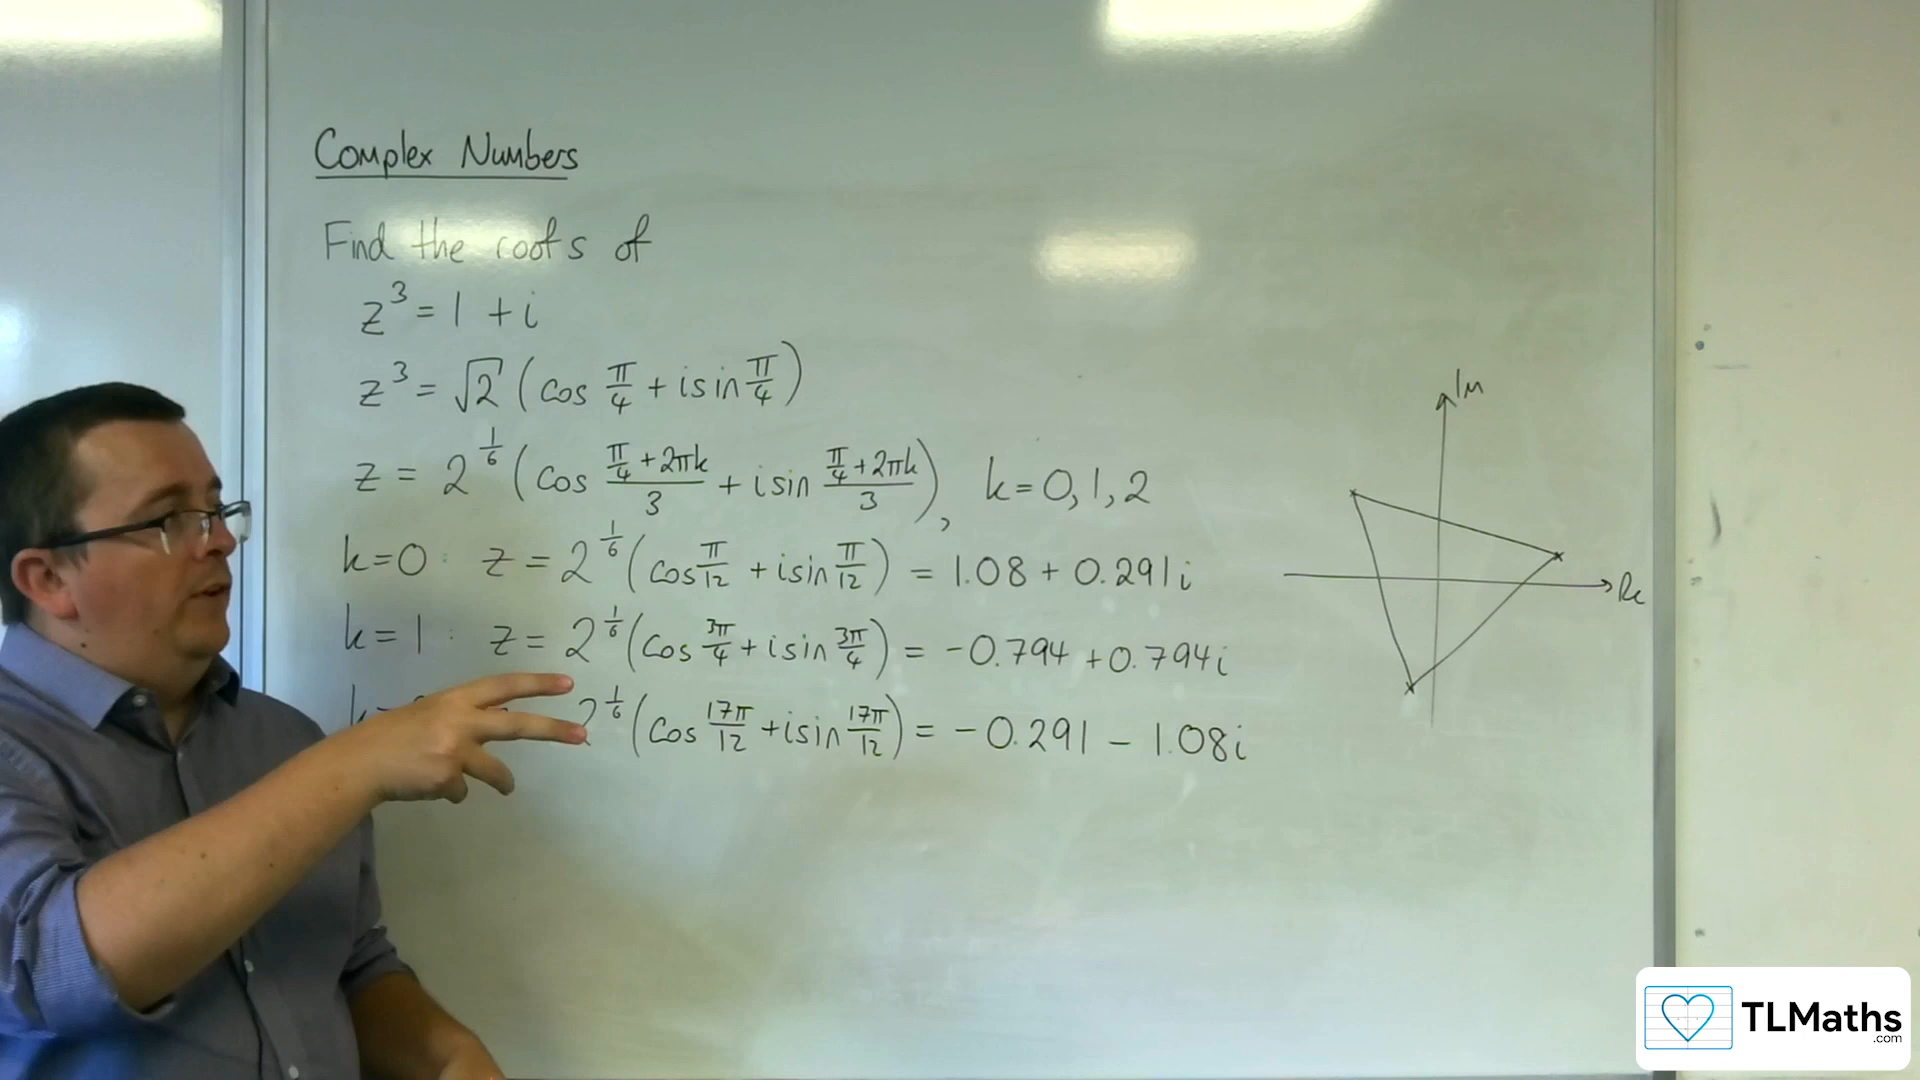 Complex Numbers
Find the roots of
z³ = 1 + i
z³ = √2 (cos π/4 + i sin π/4)
z = 2^(1/6) (cos (π/4 + 2πk)/3 + i sin (π/4 + 2πk)/3), k = 0, 1, 2
k = 0 : z = 2^(1/6) (cos π/12 + i sin π/12) = 1.08 + 0.291i
k = 1 : z = 2^(1/6) (cos 3π/4 + i sin 3π/4) = -0.794 + 0.794i
k = 2^(1/6) (cos 17π/12 + i sin 17π/12) = -0.291 - 1.08i
Im
Re
TLMaths
.com